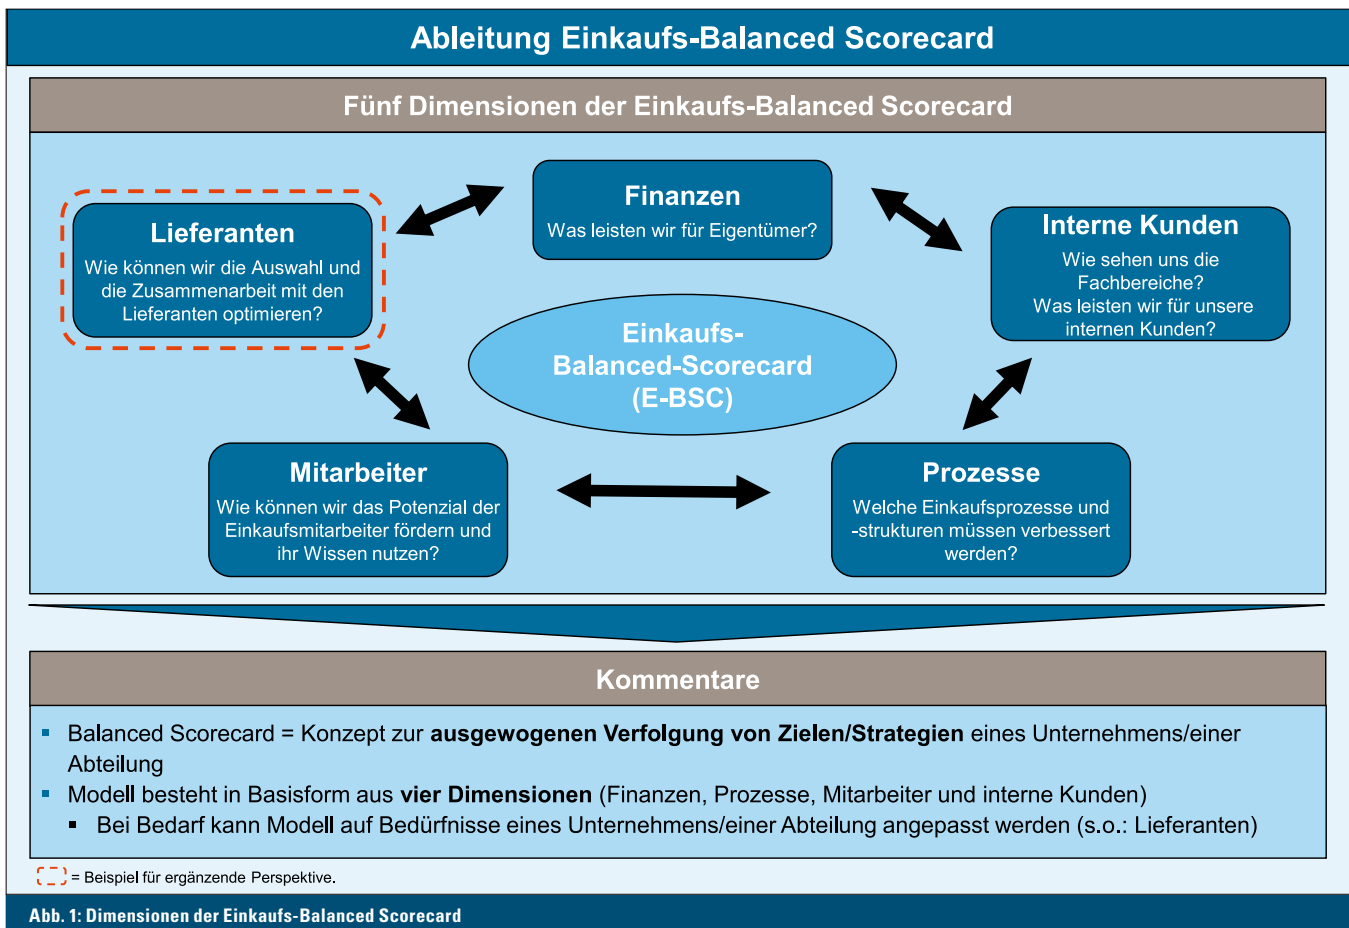 Ableitung Einkaufs-Balanced Scorecard
Fünf Dimensionen der Einkaufs-Balanced Scorecard
Finanzen
Was leisten wir für Eigentümer?
Lieferanten
Wie können wir die Auswahl und
die Zusammenarbeit mit den
Lieferanten optimieren?
Interne Kunden
Wie sehen uns die
Fachbereiche?
Was leisten wir für unsere
internen Kunden?
Einkaufs-
Balanced-Scorecard
(E-BSC)
Mitarbeiter
Wie können wir das Potenzial der
Einkaufsmitarbeiter fördern und
ihr Wissen nutzen?
Prozesse
Welche Einkaufsprozesse und
-strukturen müssen verbessert
werden?
Kommentare
▪ Balanced Scorecard = Konzept zur ausgewogenen Verfolgung von Zielen/Strategien eines Unternehmens/einer
Abteilung
▪ Modell besteht in Basisform aus vier Dimensionen (Finanzen, Prozesse, Mitarbeiter und interne Kunden)
▪ Bei Bedarf kann Modell auf Bedürfnisse eines Unternehmens/einer Abteilung angepasst werden (s.o.: Lieferanten)
= Beispiel für ergänzende Perspektive.
Abb. 1: Dimensionen der Einkaufs-Balanced Scorecard